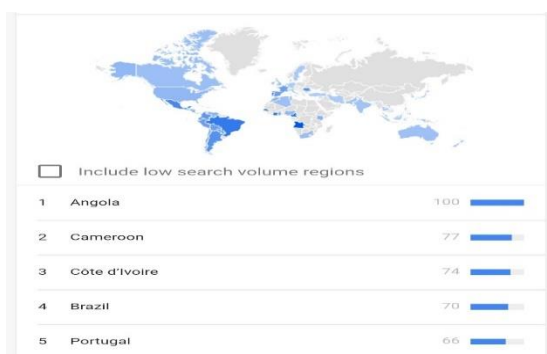 Include low search volume regions
1 Angola 100
2 Cameroon 77
3 Côte d'Ivoire 74
4 Brazil 70
5 Portugal 66